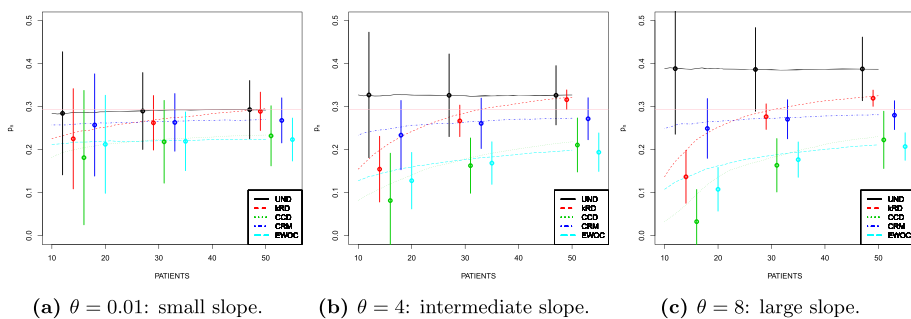 0.5
0.4
0.3
0.2
0.1
0.0
Ps
10 20 30 40 50
PATIENTS
UND
kRD
CCD
CRM
EWOC
0.5
0.4
0.3
0.2
0.1
0.0
Ps
10 20 30 40 50
PATIENTS
UND
kRD
CCD
CRM
EWOC
0.5
0.4
0.3
0.2
0.1
0.0
Ps
10 20 30 40 50
PATIENTS
UND
kRD
CCD
CRM
EWOC
(a) θ = 0.01: small slope.
(b) θ = 4: intermediate slope.
(c) θ = 8: large slope.